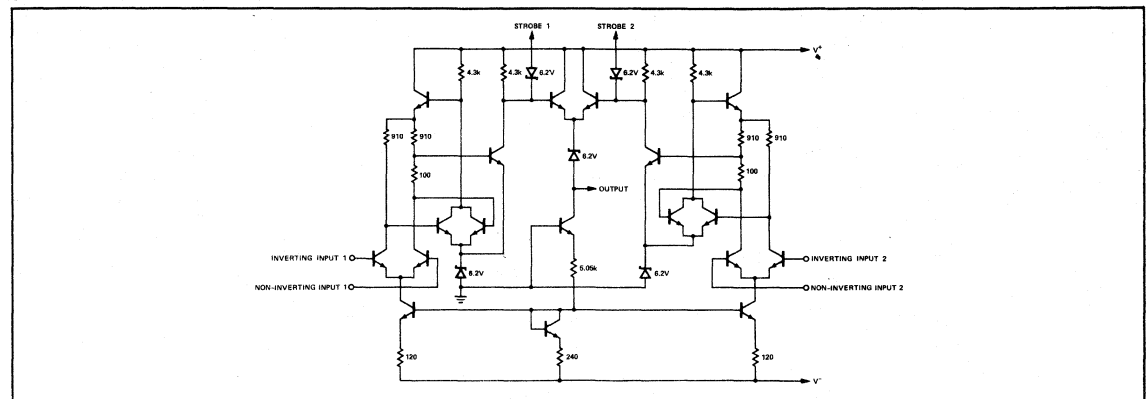 STROBE 1 STROBE 2
V+
4.3k 4.3k 6.2V 6.2V 4.3k 4.3k
910 910 910 910
6.2V
100 100
OUTPUT
INVERTING INPUT 1 INVERTING INPUT 2
6.2V 5.05k 6.2V
NON-INVERTING INPUT 1 NON-INVERTING INPUT 2
120 240 120
V-